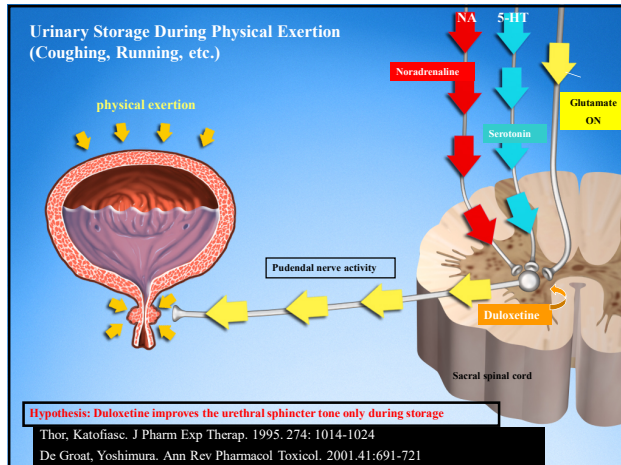 Urinary Storage During Physical Exertion
(Coughing, Running, etc.)
NA 5-HT
Noradrenaline
physical exertion
Glutamate
ON
Serotonin
Pudendal nerve activity
Duloxetine
Sacral spinal cord
Hypothesis: Duloxetine improves the urethral sphincter tone only during storage
Thor, Katofiasc. J Pharm Exp Therap. 1995. 274: 1014-1024
De Groat, Yoshimura. Ann Rev Pharmacol Toxicol. 2001.41:691-721